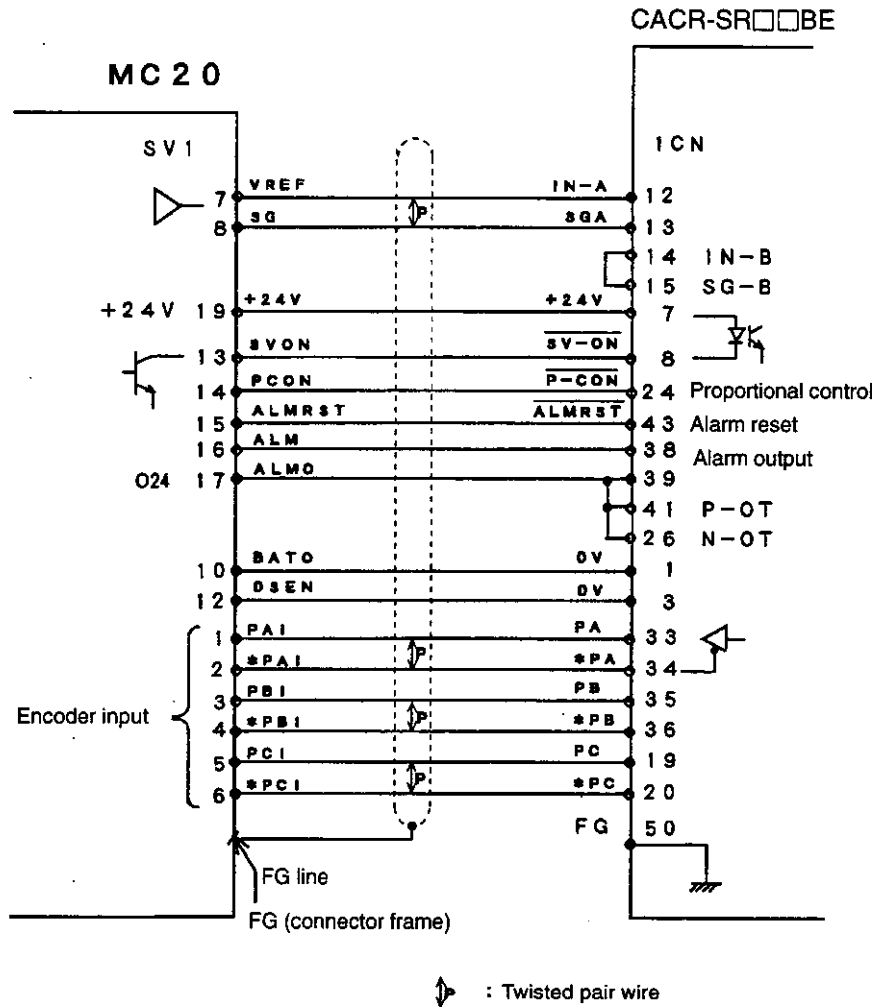 CACR-SR□□BE
MC20
SV1 1CN
7 VREF IN-A 12
P
8 SG SGA 13
14 IN-B
15 SG-B
+24V 19 +24V +24V 7
13 SVON SV-ON 8
14 PCON P-CON 24 Proportional control
15 ALMRST ALMRST 43 Alarm reset
16 ALM 38 Alarm output
024 17 ALMO 39
41 P-OT
26 N-OT
10 BATO 0V 1
12 DSEN 0V 3
1 PAI PA 33
P
2 *PAI *PA 34
3 PBI PB 35
Encoder input P
4 *PBI *PB 36
5 PCI PC 19
P
6 *PCI *PC 20
FG 50
FG line
FG (connector frame)
P : Twisted pair wire